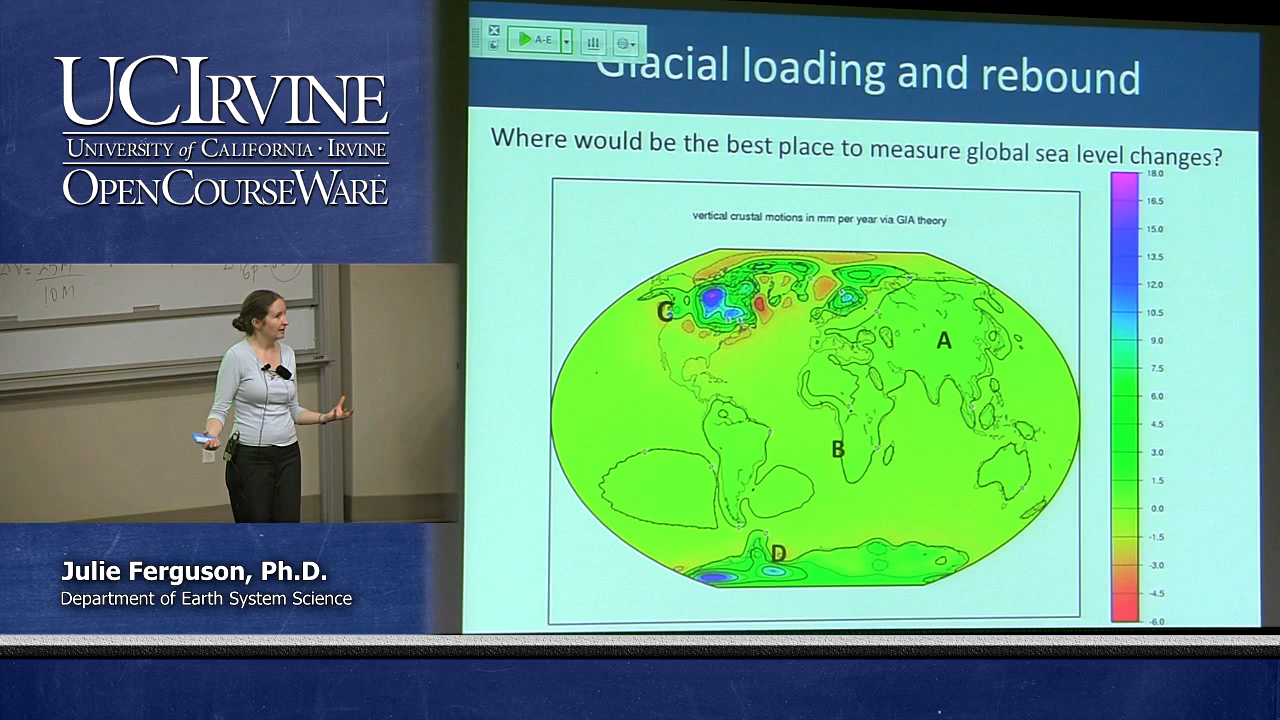 UCIRVINE
UNIVERSITY of CALIFORNIA · IRVINE
OPENCOURSEWARE
10M
Julie Ferguson, Ph.D.
Department of Earth System Science
A-E
Glacial loading and rebound
Where would be the best place to measure global sea level changes?
vertical crustal motions in mm per year via GIA theory
C
A
B
D
18.0
16.5
15.0
13.5
12.0
10.5
9.0
7.5
6.0
4.5
3.0
1.5
0.0
-1.5
-3.0
-4.5
-6.0